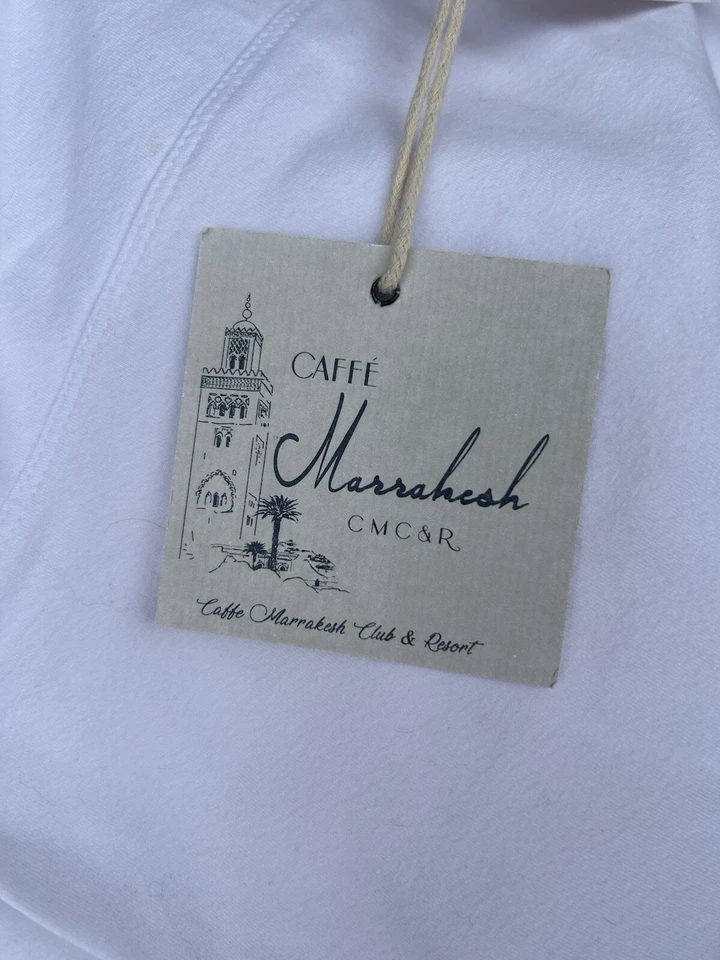 CAFFÉ
Marrakesh
CMC&R
Caffe Marrakesh Club & Resort